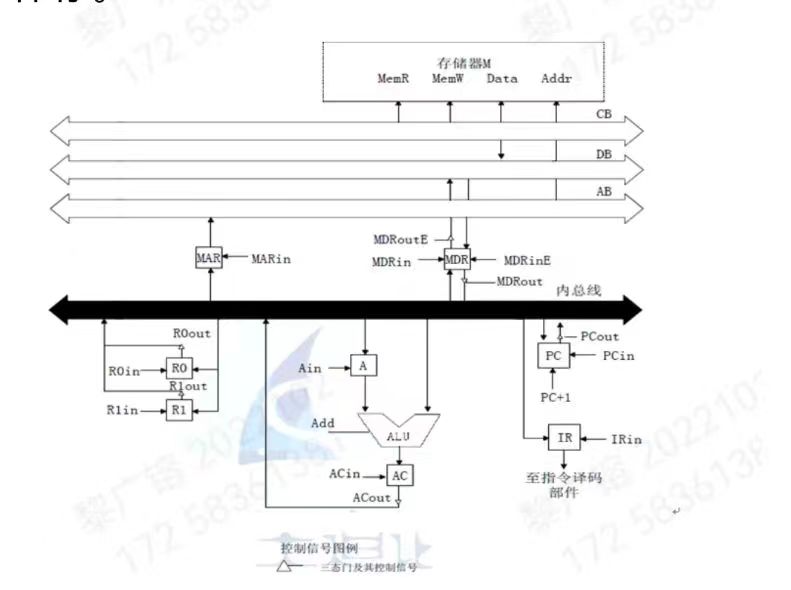 存储器M
MemR MemW Data Addr
CB
DB
AB
MDRoutE
MAR MARin
MDRin MDR MDRinE
MDRout
内总线
R0out
R0in R0
R1out
R1in R1
Ain A
PCout
PC PCin
PC+1
Add
ALU
IR IRin
ACin AC
ACout
至指令译码
部件
控制信号图例
三态门及其控制信号